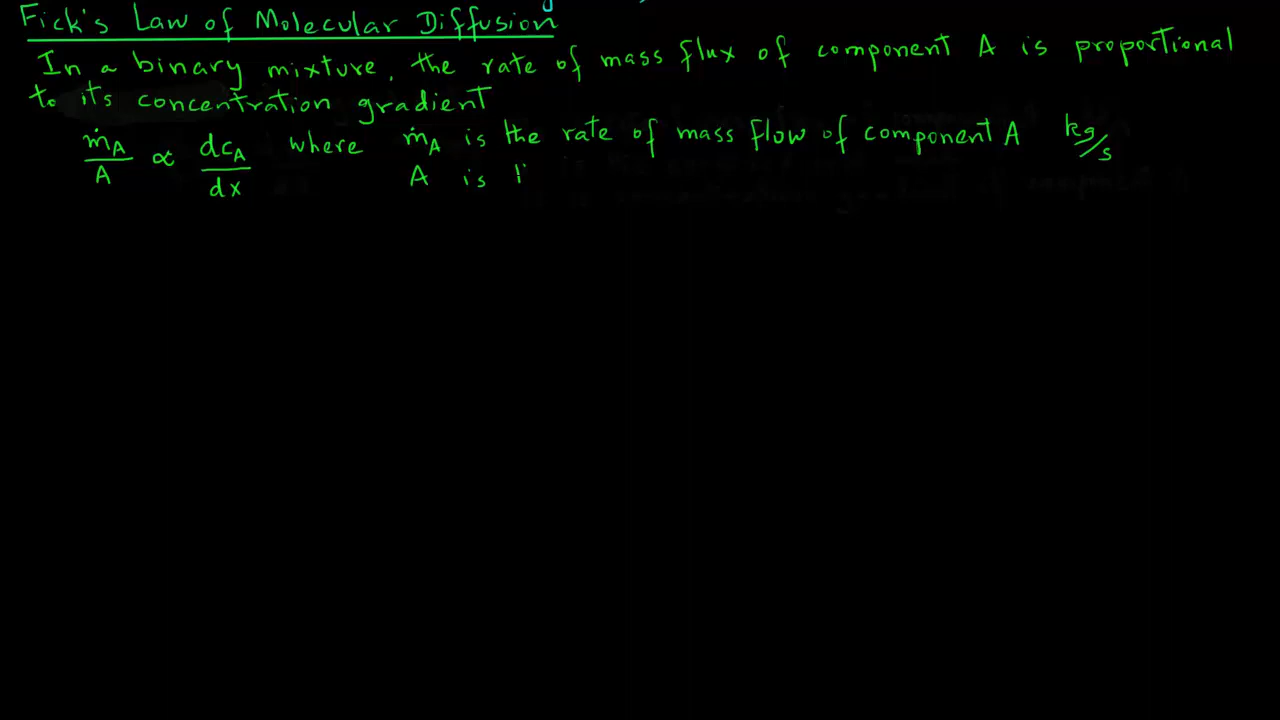 Fick's Law of Molecular Diffusion
In a binary mixture, the rate of mass flux of component A is proportional
to its concentration gradient
ṁA/A ∝ dcA/dx where ṁA is the rate of mass flow of component A kg/s
A is